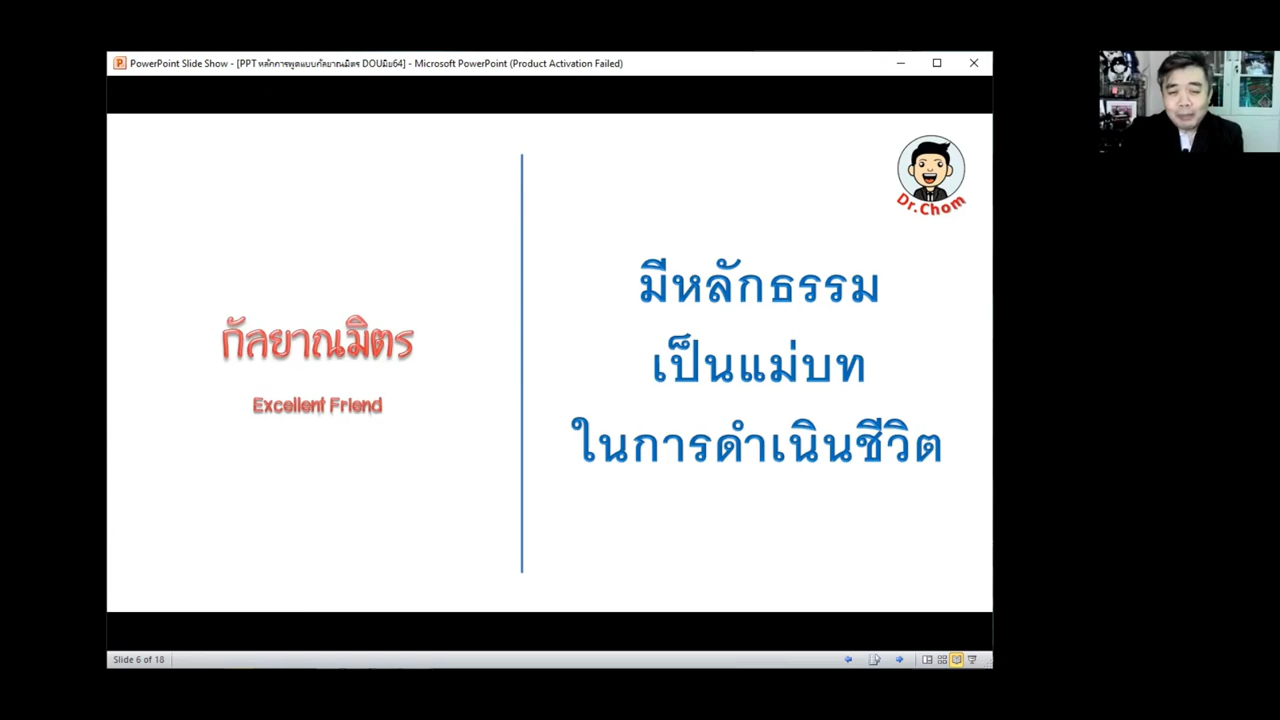 PowerPoint Slide Show - [PPT หลักการพูดแบบกัลยาณมิตร DOUมิย64] - Microsoft PowerPoint (Product Activation Failed)
Dr.Chom
กัลยาณมิตร
Excellent Friend
มีหลักธรรม
เป็นแม่บท
ในการดำเนินชีวิต
Slide 6 of 18